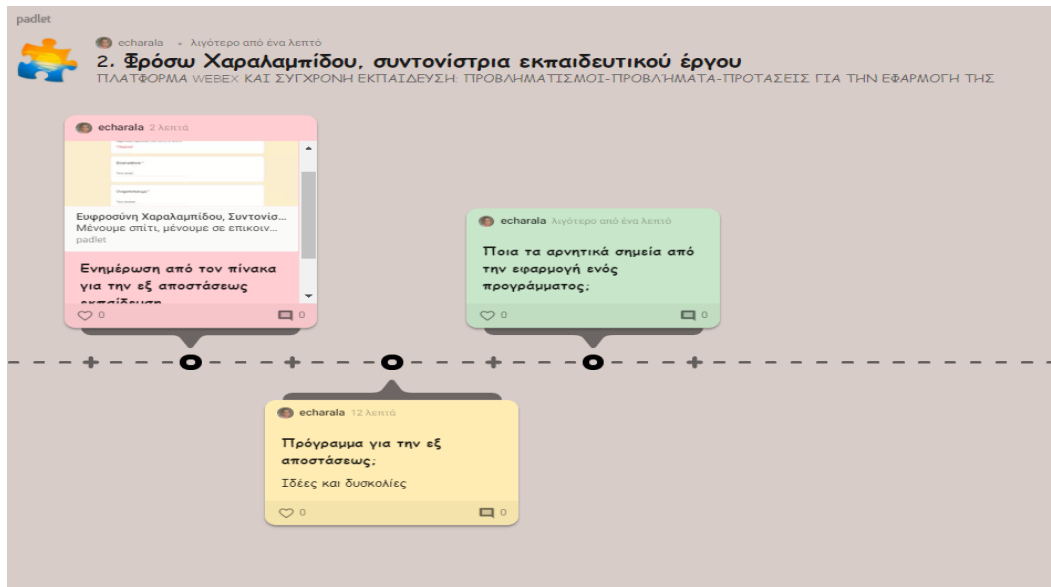 padlet
echarala • λιγότερο από ένα λεπτό
2. Φρόσω Χαραλαμπίδου, συντονίστρια εκπαιδευτικού έργου
ΠΛΑΤΦΟΡΜΑ WEBEX ΚΑΙ ΣΥΓΧΡΟΝΗ ΕΚΠΑΙΔΕΥΣΗ: ΠΡΟΒΛΗΜΑΤΙΣΜΟΙ-ΠΡΟΒΛΉΜΑΤΑ-ΠΡΟΤΑΣΕΙΣ ΓΙΑ ΤΗΝ ΕΦΑΡΜΟΓΗ ΤΗΣ
echarala 2 λεπτά
Ευφροσύνη Χαραλαμπίδου, Συντονίσ...
Μένουμε σπίτι, μένουμε σε επικοιν...
padlet
Ενημέρωση από τον πίνακα
για την εξ αποστάσεως
εκπαίδευση
0 0
echarala 12 λεπτά
Πρόγραμμα για την εξ
αποστάσεως;
Ιδέες και δυσκολίες
0 0
echarala λιγότερο από ένα λεπτό
Ποια τα αρνητικά σημεία από
την εφαρμογή ενός
προγράμματος;
0 0